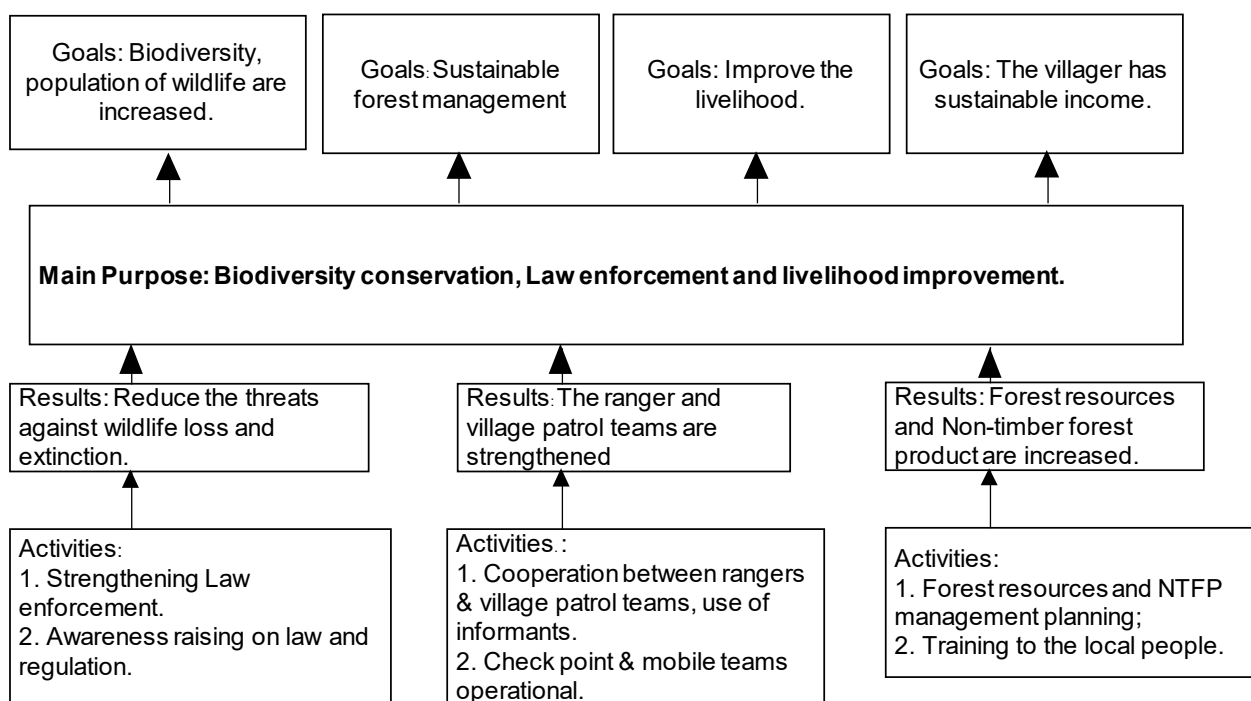 Goals: Biodiversity,
population of wildlife are
increased.
Goals: Sustainable
forest management
Goals: Improve the
livelihood.
Goals: The villager has
sustainable income.
Main Purpose: Biodiversity conservation, Law enforcement and livelihood improvement.
Results: Reduce the threats
against wildlife loss and
extinction.
Results: The ranger and
village patrol teams are
strengthened
Results: Forest resources
and Non-timber forest
product are increased.
Activities:
1. Strengthening Law
enforcement.
2. Awareness raising on law and
regulation.
Activities.:
1. Cooperation between rangers
& village patrol teams, use of
informants.
2. Check point & mobile teams
operational.
Activities:
1. Forest resources and NTFP
management planning;
2. Training to the local people.